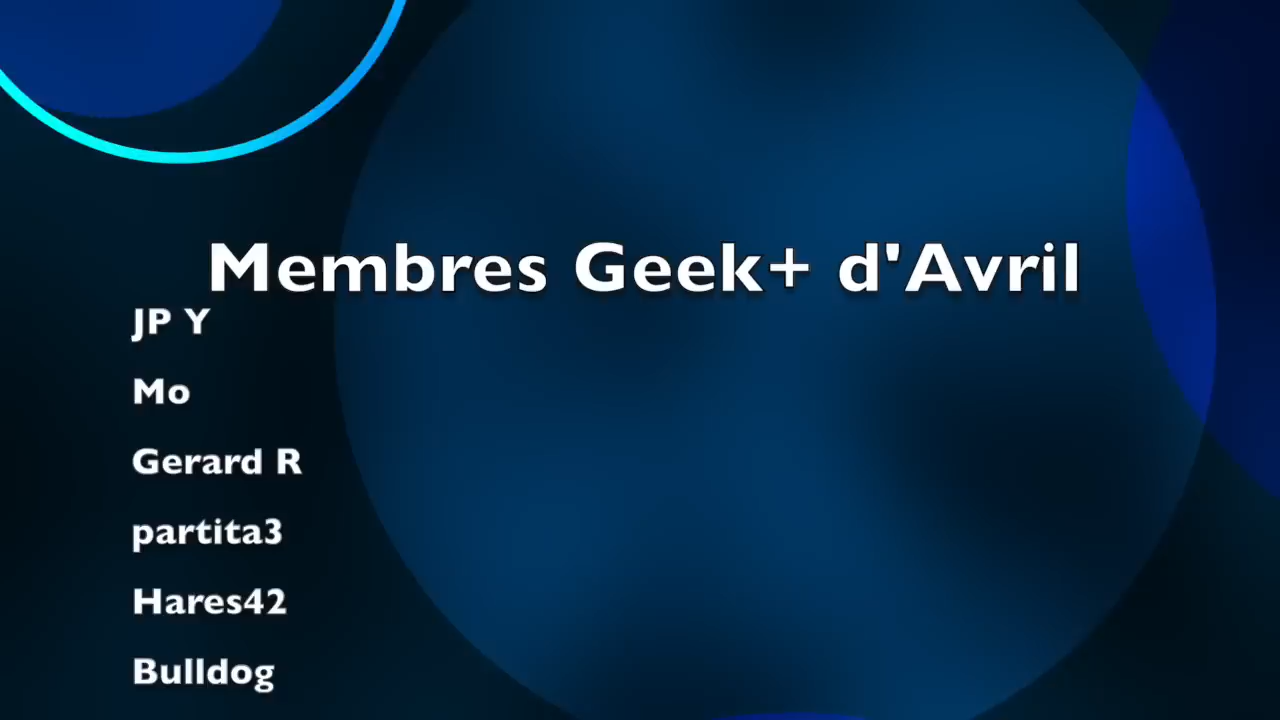 Membres Geek+ d'Avril
JP Y
Mo
Gerard R
partita3
Hares42
Bulldog